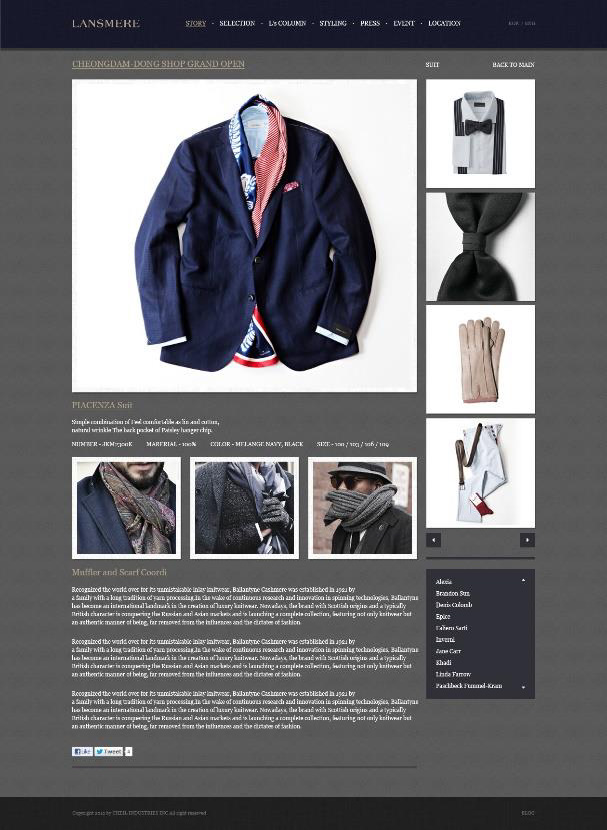 LANSMERE
STORY · SELECTION · L's COLUMN · STYLING · PRESS · EVENT · LOCATION
KOR / ENG
CHEONGDAM-DONG SHOP GRAND OPEN
SUIT
BACK TO MAIN
PIACENZA Suit
Simple combination of Feel comfortable as lin and cotton,
natural wrinkle The back pocket of Paisley hanger chip.
NUMBER - JKM7300K MARERIAL - 100% COLOR - MELANGE NAVY, BLACK SIZE - 100 / 103 / 106 / 109
Muffler and Scarf Coordi
Recognized the world over for its unmistakable inlay knitwear, Ballantyne Cashmere was established in 1921 by
a family with a long tradition of yarn processing.In the wake of continuous research and innovation in spinning technologies, Ballantyne
has become an international landmark in the creation of luxury knitwear. Nowadays, the brand with Scottish origins and a typically
British character is conquering the Russian and Asian markets and is launching a complete collection, featuring not only knitwear but
an authentic manner of being, far removed from the influences and the dictates of fashion.
Recognized the world over for its unmistakable inlay knitwear, Ballantyne Cashmere was established in 1921 by
a family with a long tradition of yarn processing.In the wake of continuous research and innovation in spinning technologies, Ballantyne
has become an international landmark in the creation of luxury knitwear. Nowadays, the brand with Scottish origins and a typically
British character is conquering the Russian and Asian markets and is launching a complete collection, featuring not only knitwear but
an authentic manner of being, far removed from the influences and the dictates of fashion.
Recognized the world over for its unmistakable inlay knitwear, Ballantyne Cashmere was established in 1921 by
a family with a long tradition of yarn processing.In the wake of continuous research and innovation in spinning technologies, Ballantyne
has become an international landmark in the creation of luxury knitwear. Nowadays, the brand with Scottish origins and a typically
British character is conquering the Russian and Asian markets and is launching a complete collection, featuring not only knitwear but
an authentic manner of being, far removed from the influences and the dictates of fashion.
Like Tweet 4
Alteria
Brandon Sun
Denis Colomb
Epice
Faliero Sarti
Inverni
Jane Carr
Khadi
Linda Farrow
Paschbeck Fummel-Kram
Copyright 2012 by CHEIL INDUSTRIES INC All right reserved
BLOG